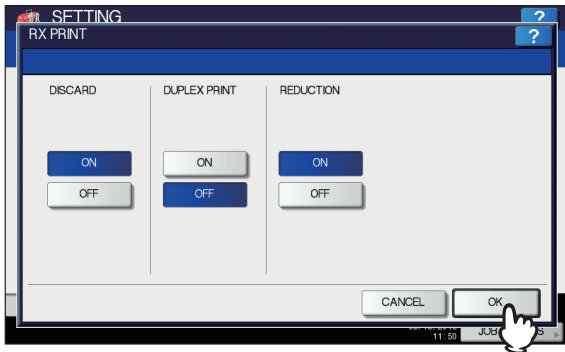 SETTING
?
RX PRINT
?
DISCARD DUPLEX PRINT REDUCTION
ON ON ON
OFF OFF OFF
CANCEL OK
11:50
JOB